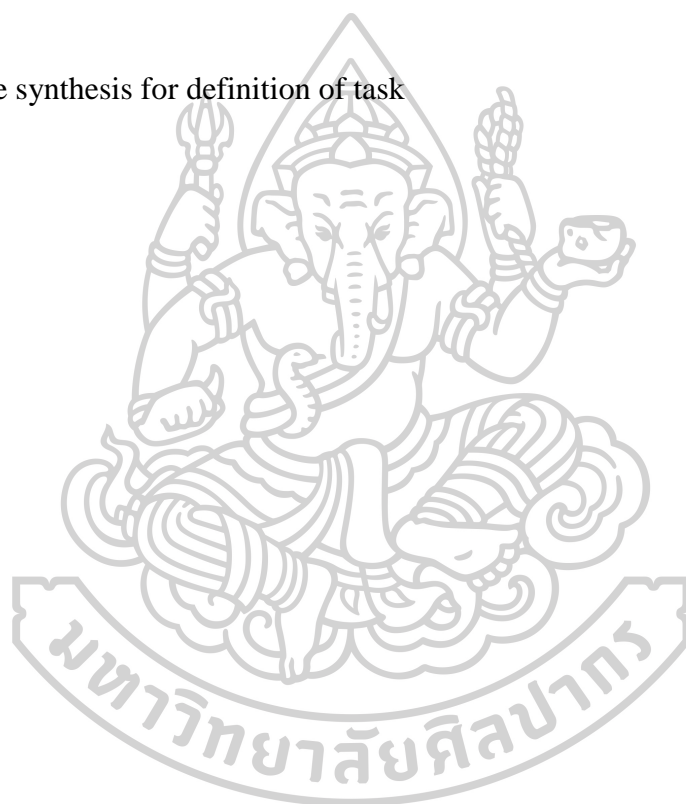 e synthesis for definition of task
มหาวิทยาลัยศิลปากร